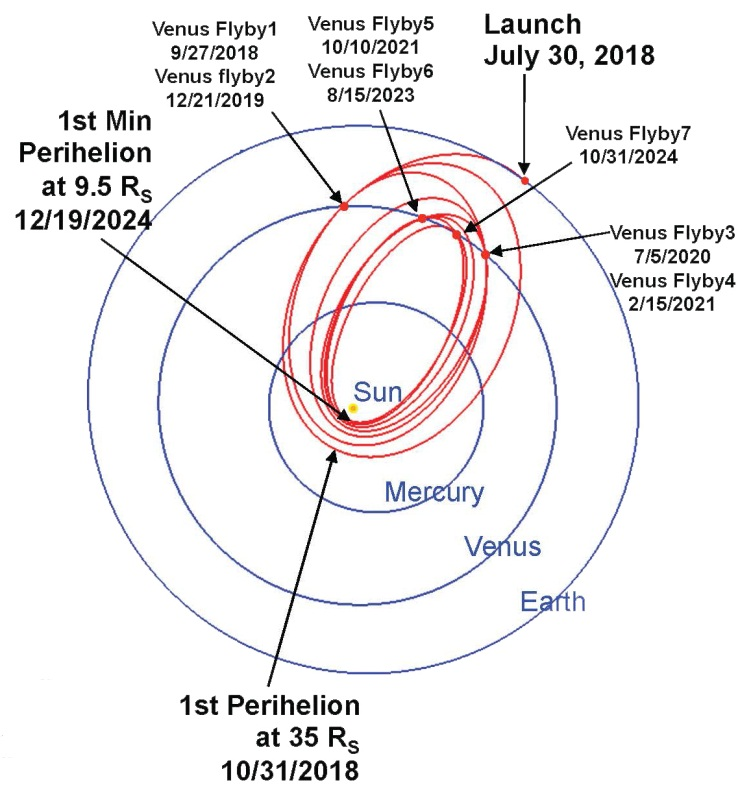 Venus Flyby1
9/27/2018
Venus flyby2
12/21/2019
Venus Flyby5
10/10/2021
Venus Flyby6
8/15/2023
Launch
July 30, 2018
1st Min
Perihelion
at 9.5 RS
12/19/2024
Venus Flyby7
10/31/2024
Venus Flyby3
7/5/2020
Venus Flyby4
2/15/2021
Sun
Mercury
Venus
Earth
1st Perihelion
at 35 RS
10/31/2018